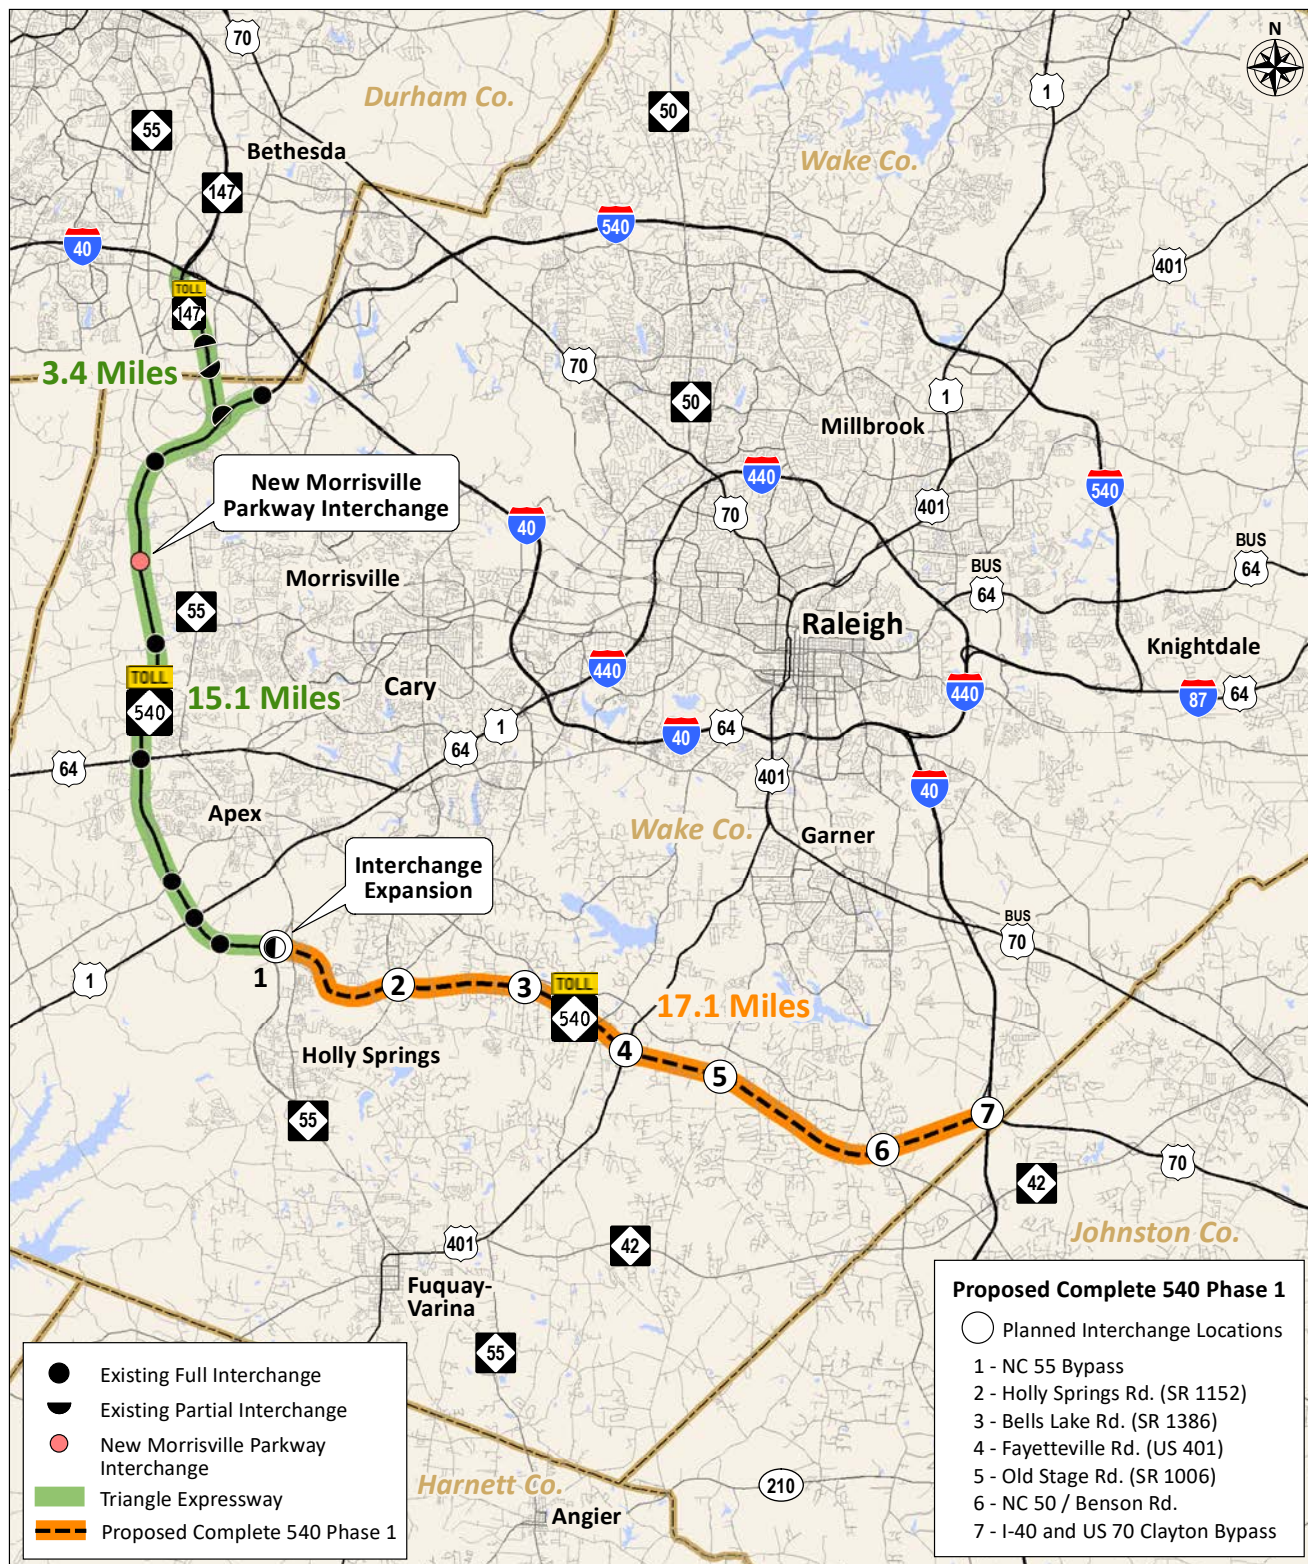 N
70
Durham Co.
50
1
55
Bethesda
Wake Co.
147
540
40
401
TOLL
147
3.4 Miles
70
50
1
Millbrook
New Morrisville
Parkway Interchange
440
540
401
70
40
BUS
64
BUS
64
Morrisville
55
Raleigh
Knightdale
440
TOLL
540
15.1 Miles
Cary
440
87
64
1
64
40
64
64
401
40
Apex
Wake Co.
Garner
Interchange
Expansion
BUS
70
1
1
2
3
TOLL
540
17.1 Miles
4
5
6
7
Holly Springs
55
70
42
Johnston Co.
401
42
Fuquay-
Varina
55
Harnett Co.
210
Angier
Existing Full Interchange
Existing Partial Interchange
New Morrisville Parkway
Interchange
Triangle Expressway
Proposed Complete 540 Phase 1
Proposed Complete 540 Phase 1
Planned Interchange Locations
1 - NC 55 Bypass
2 - Holly Springs Rd. (SR 1152)
3 - Bells Lake Rd. (SR 1386)
4 - Fayetteville Rd. (US 401)
5 - Old Stage Rd. (SR 1006)
6 - NC 50 / Benson Rd.
7 - I-40 and US 70 Clayton Bypass